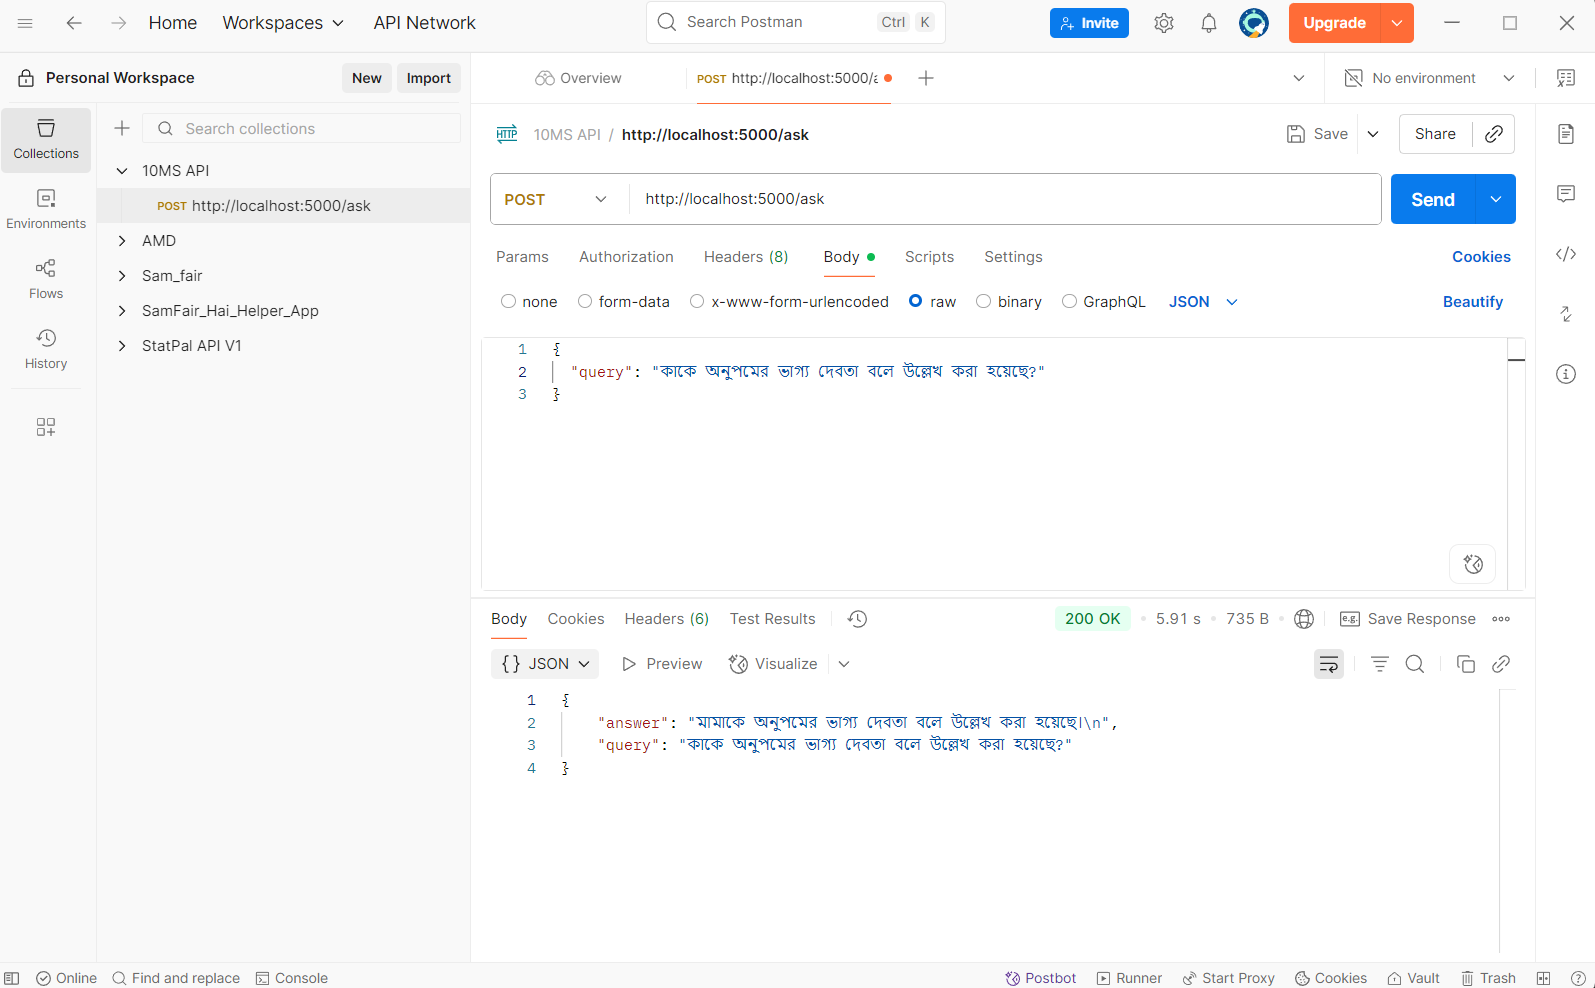 Home Workspaces API Network Search Postman Ctrl K Invite Upgrade
Personal Workspace New Import
Overview POST http://localhost:5000/a No environment
Collections
Environments
Flows
History
Search collections
10MS API
POST http://localhost:5000/ask
AMD
Sam_fair
SamFair_Hai_Helper_App
StatPal API V1
HTTP 10MS API / http://localhost:5000/ask Save Share
POST http://localhost:5000/ask Send
Params Authorization Headers (8) Body Scripts Settings Cookies
none form-data x-www-form-urlencoded raw binary GraphQL JSON Beautify
1 {
2 "query": "কাকে অনুপমের ভাগ্য দেবতা বলে উল্লেখ করা হয়েছে?"
3 }
Body Cookies Headers (6) Test Results 200 OK • 5.91 s • 735 B • e.g. Save Response
{} JSON Preview Visualize
1 {
2 "answer": "মামাকে অনুপমের ভাগ্য দেবতা বলে উল্লেখ করা হয়েছে।\n",
3 "query": "কাকে অনুপমের ভাগ্য দেবতা বলে উল্লেখ করা হয়েছে?"
4 }
Online Find and replace Console Postbot Runner Start Proxy Cookies Vault Trash